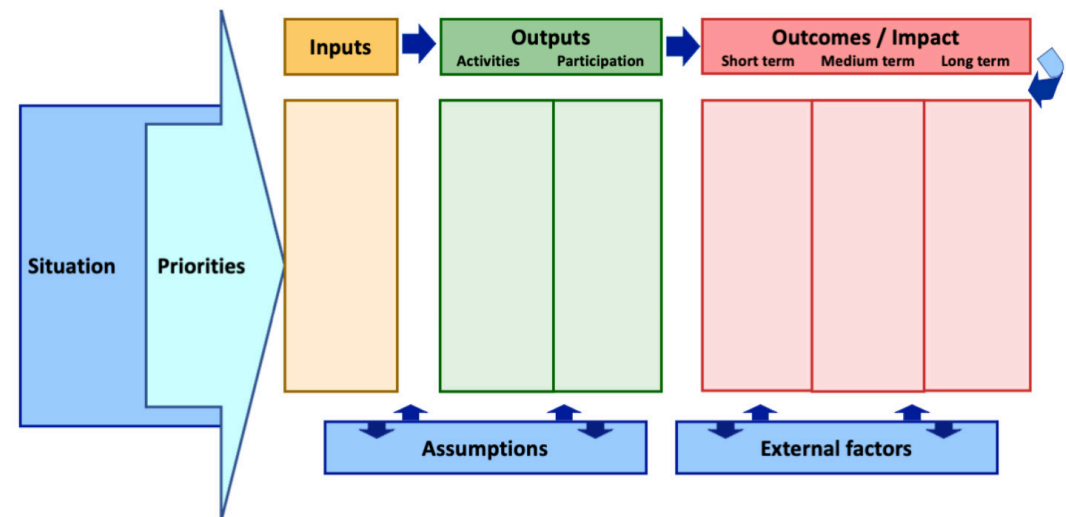 Inputs
Outputs
Activities Participation
Outcomes / Impact
Short term Medium term Long term
Situation
Priorities
Assumptions
External factors